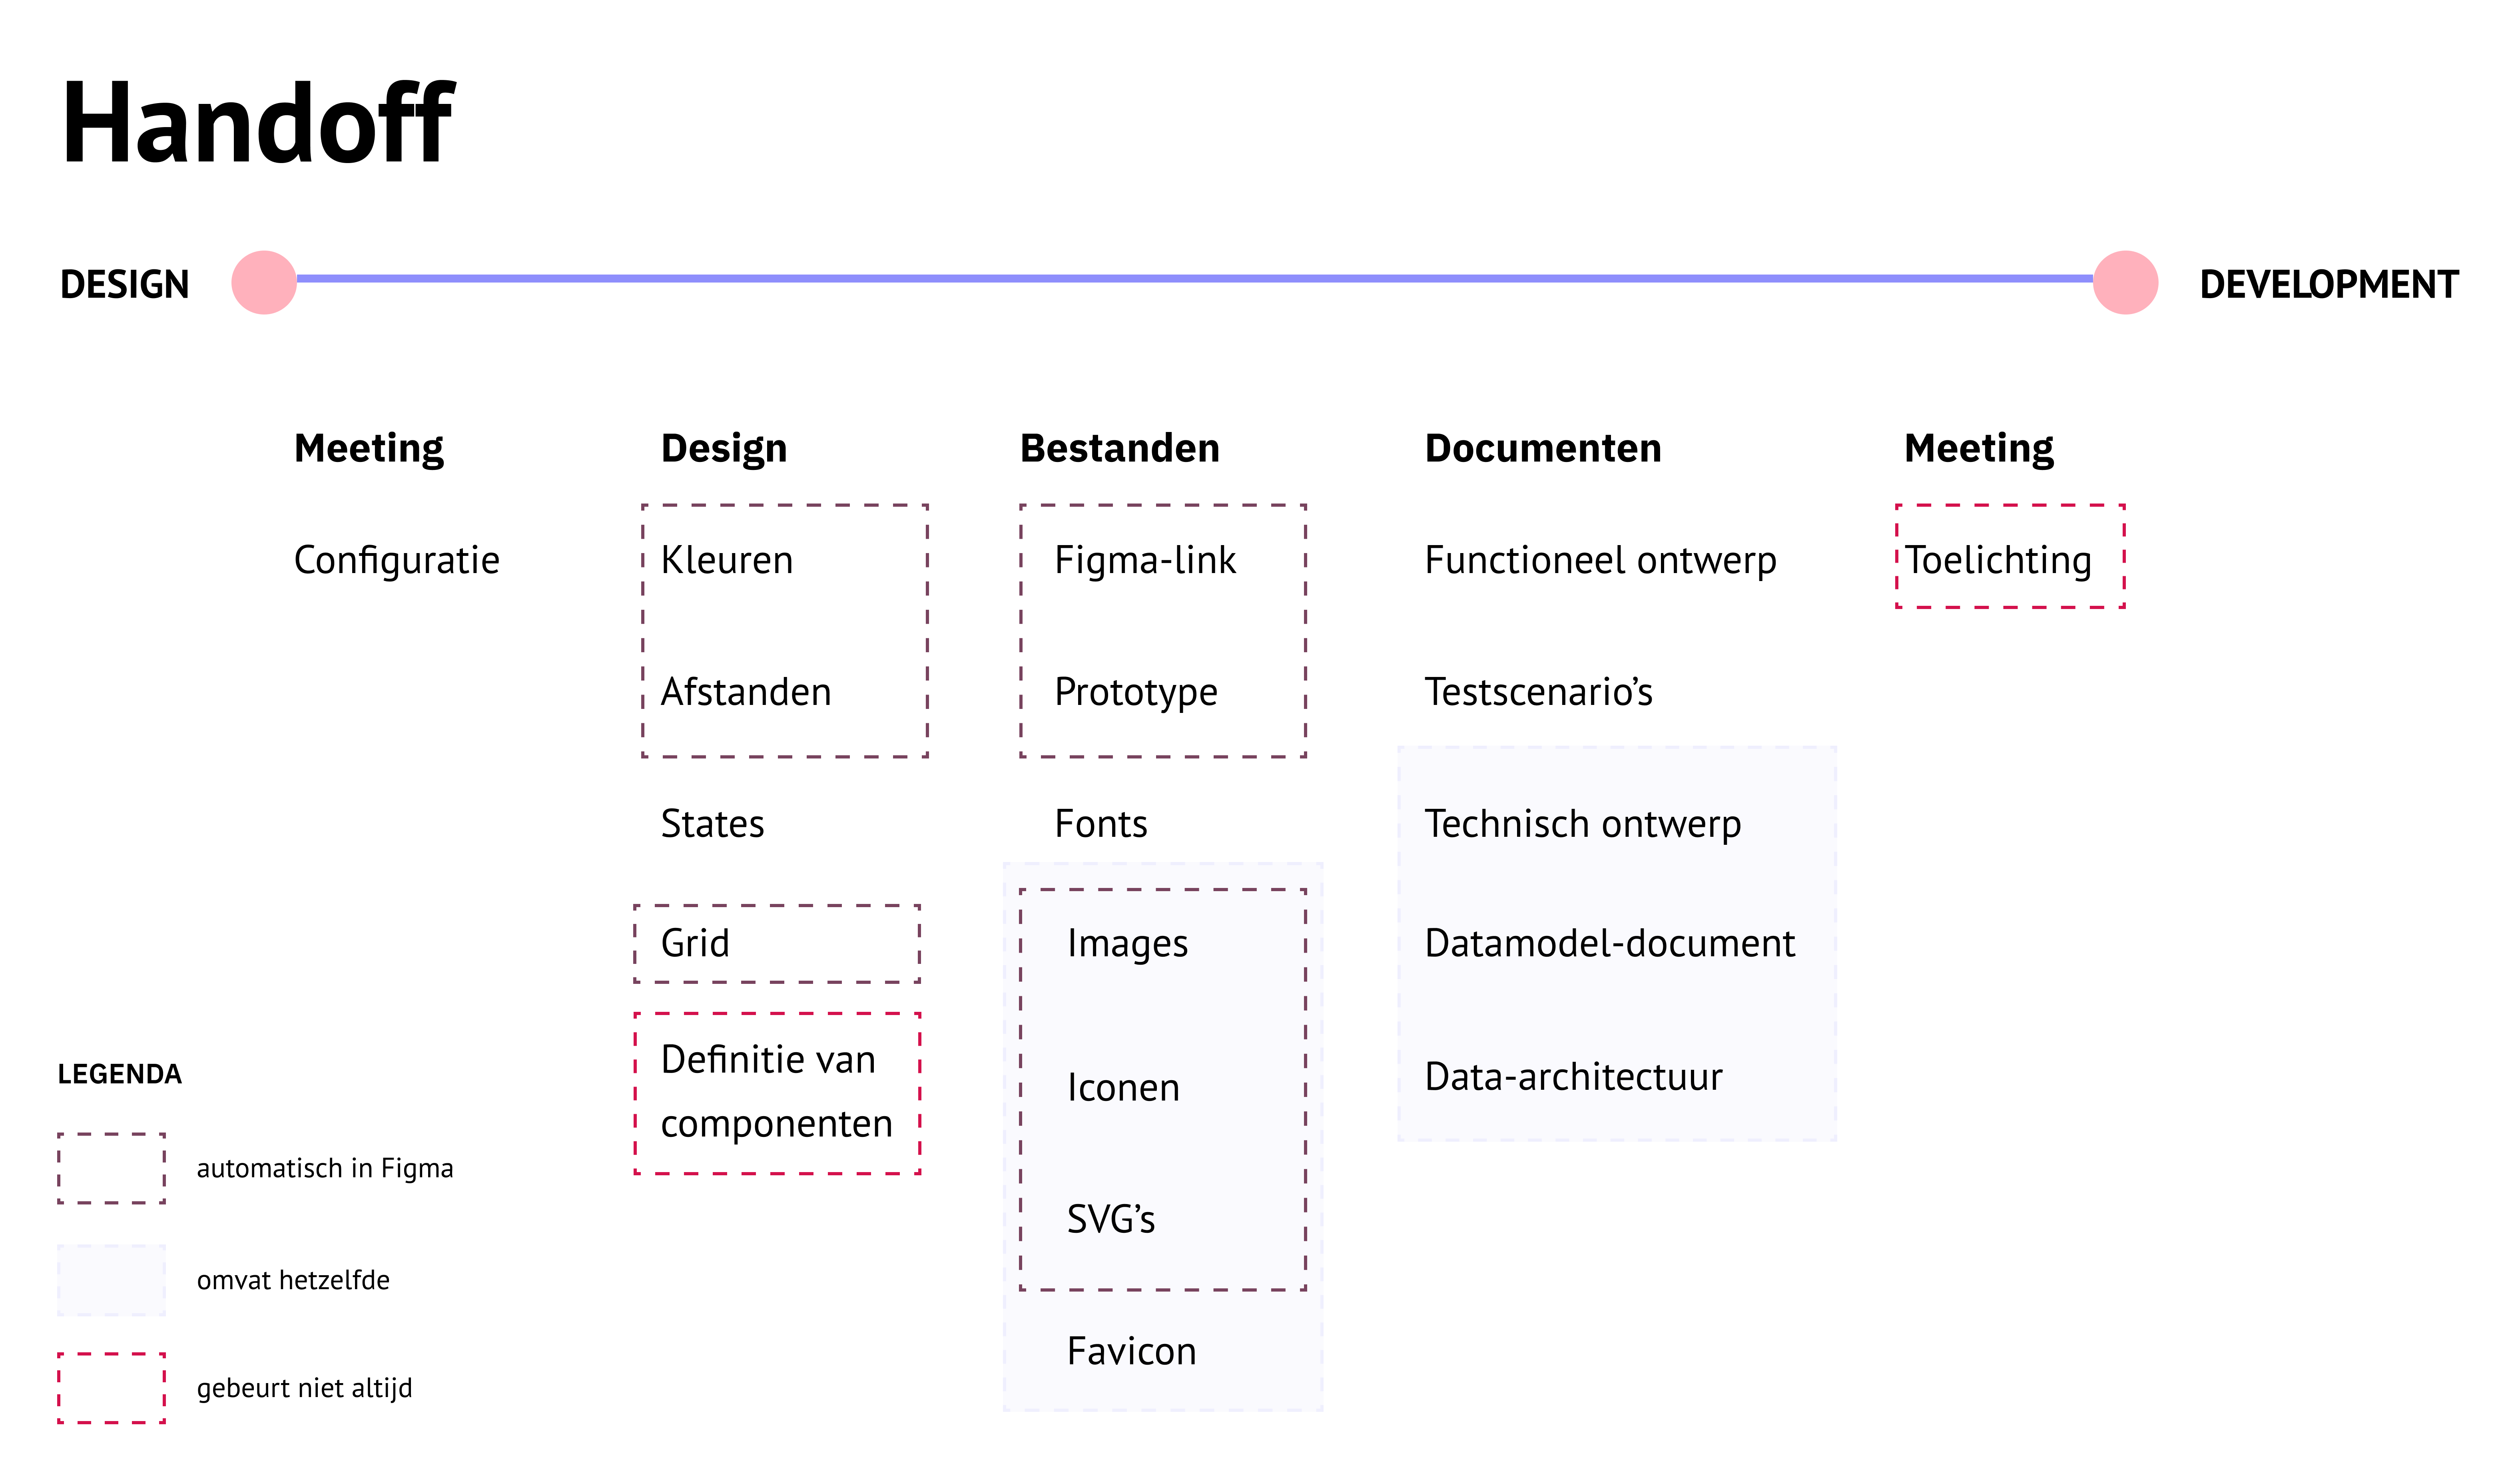 Handoff
DESIGN
DEVELOPMENT
Meeting
Configuratie
Design
Kleuren
Afstanden
States
Grid
Definitie van
componenten
Bestanden
Figma-link
Prototype
Fonts
Images
Iconen
SVG’s
Favicon
Documenten
Functioneel ontwerp
Testscenario’s
Technisch ontwerp
Datamodel-document
Data-architectuur
Meeting
Toelichting
LEGENDA
automatisch in Figma
omvat hetzelfde
gebeurt niet altijd